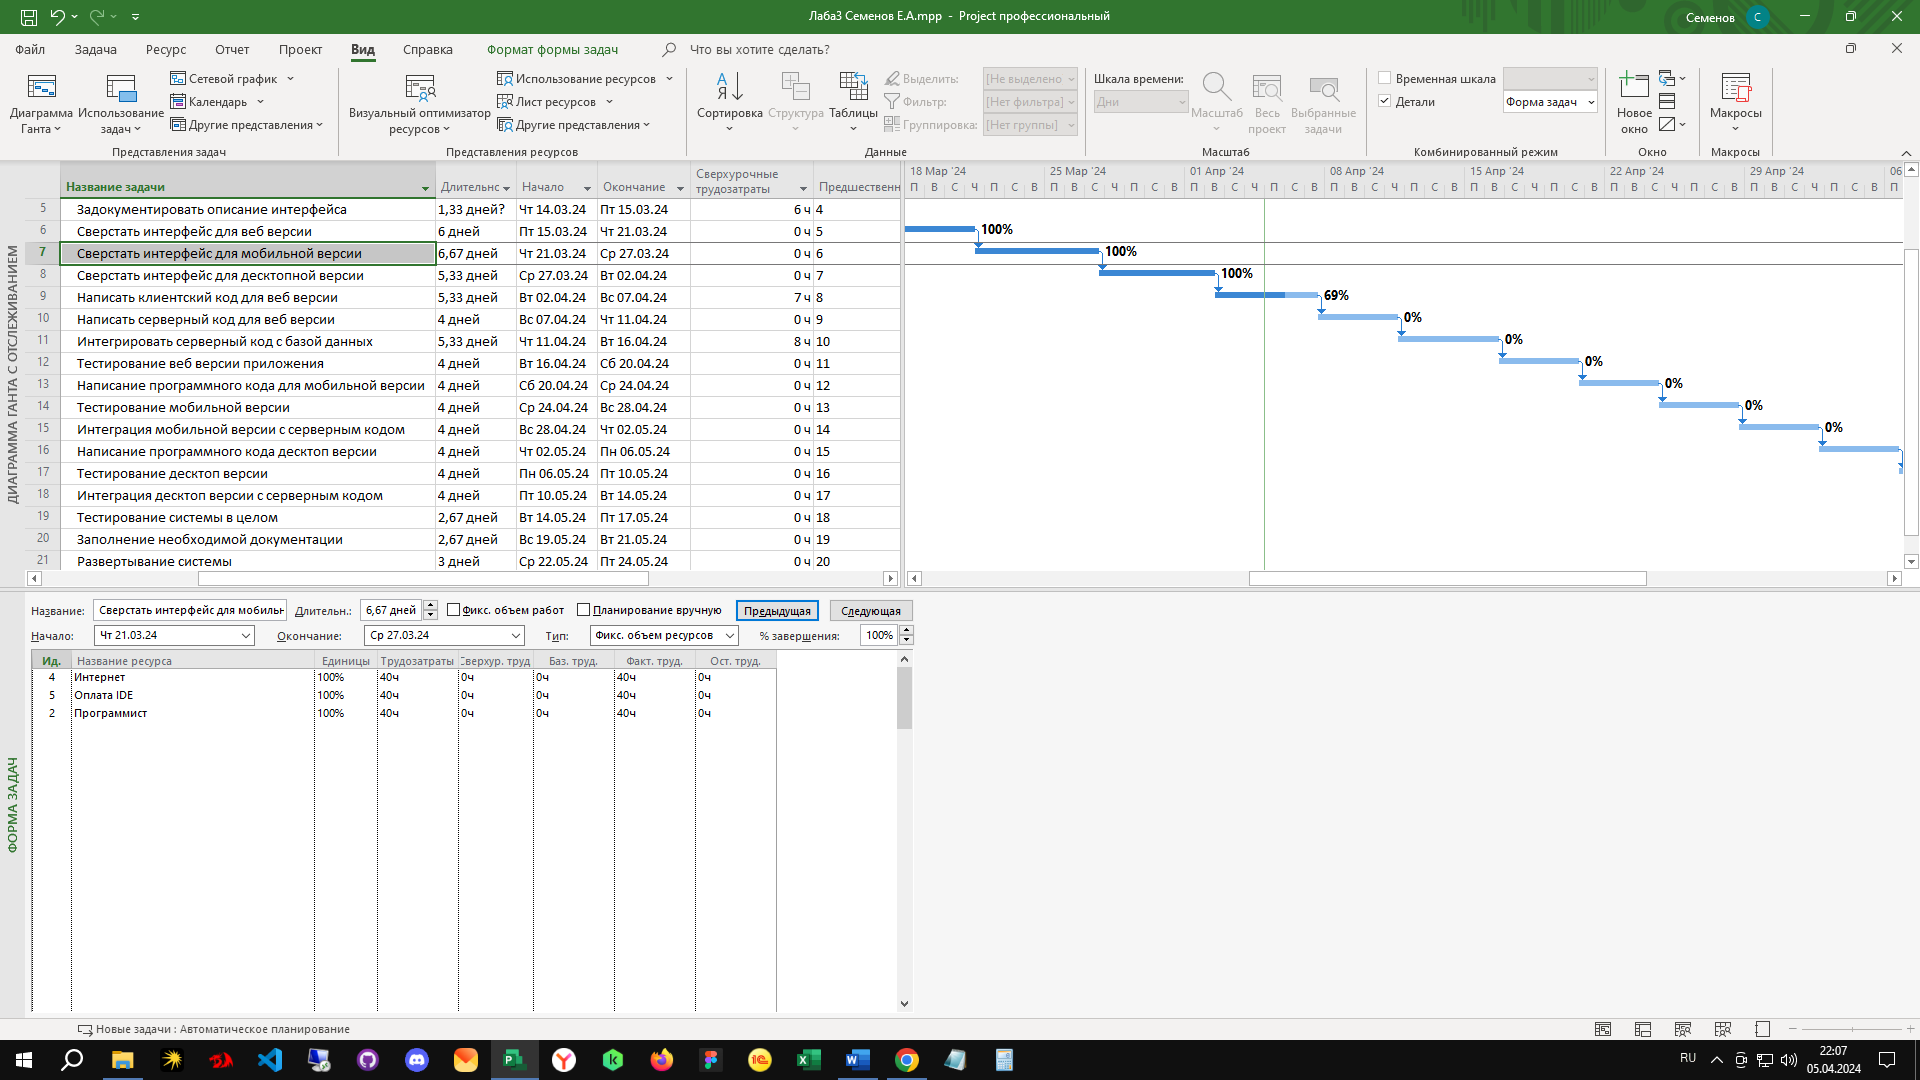 Лаба3 Семенов Е.А.mpp - Project профессиональный
Семенов С
Файл Задача Ресурс Отчет Проект Вид Справка Формат формы задач Что вы хотите сделать?
Диаграмма Ганта
Использование задач
Сетевой график
Календарь
Другие представления
Представления задач
Визуальный оптимизатор ресурсов
Использование ресурсов
Лист ресурсов
Другие представления
Представления ресурсов
Сортировка
Структура
Таблицы
Выделить: [Не выделено
Фильтр: [Нет фильтра]
Группировка: [Нет группы]
Данные
Шкала времени:
Дни
Масштаб
Весь проект
Выбранные задачи
Масштаб
Временная шкала
Детали Форма задач
Комбинированный режим
Новое окно
Окно
Макросы
Макросы
ДИАГРАММА ГАНТА С ОТСЛЕЖИВАНИЕМ
Название задачи Длительнс Начало Окончание Сверхурочные трудозатраты Предшественн
18 Мар '24 25 Мар '24 01 Апр '24 08 Апр '24 15 Апр '24 22 Апр '24 29 Апр '24 06
П В С Ч П С В П В С Ч П С В П В С Ч П С В П В С Ч П С В П В С Ч П С В П В С Ч П С В П В С Ч П С В П
5 Задокументировать описание интерфейса 1,33 дней? Чт 14.03.24 Пт 15.03.24 6 ч 4
6 Сверстать интерфейс для веб версии 6 дней Пт 15.03.24 Чт 21.03.24 0 ч 5 100%
7 Сверстать интерфейс для мобильной версии 6,67 дней Чт 21.03.24 Ср 27.03.24 0 ч 6 100%
8 Сверстать интерфейс для десктопной версии 5,33 дней Ср 27.03.24 Вт 02.04.24 0 ч 7 100%
9 Написать клиентский код для веб версии 5,33 дней Вт 02.04.24 Вс 07.04.24 7 ч 8 69%
10 Написать серверный код для веб версии 4 дней Вс 07.04.24 Чт 11.04.24 0 ч 9 0%
11 Интегрировать серверный код с базой данных 5,33 дней Чт 11.04.24 Вт 16.04.24 8 ч 10 0%
12 Тестирование веб версии приложения 4 дней Вт 16.04.24 Сб 20.04.24 0 ч 11 0%
13 Написание программного кода для мобильной версии 4 дней Сб 20.04.24 Ср 24.04.24 0 ч 12 0%
14 Тестирование мобильной версии 4 дней Ср 24.04.24 Вс 28.04.24 0 ч 13 0%
15 Интеграция мобильной версии с серверным кодом 4 дней Вс 28.04.24 Чт 02.05.24 0 ч 14 0%
16 Написание программного кода десктоп версии 4 дней Чт 02.05.24 Пн 06.05.24 0 ч 15
17 Тестирование десктоп версии 4 дней Пн 06.05.24 Пт 10.05.24 0 ч 16
18 Интеграция десктоп версии с серверным кодом 4 дней Пт 10.05.24 Вт 14.05.24 0 ч 17
19 Тестирование системы в целом 2,67 дней Вт 14.05.24 Пт 17.05.24 0 ч 18
20 Заполнение необходимой документации 2,67 дней Вс 19.05.24 Вт 21.05.24 0 ч 19
21 Развертывание системы 3 дней Ср 22.05.24 Пт 24.05.24 0 ч 20
ФОРМА ЗАДАЧ
Название: Сверстать интерфейс для мобильн Длительн.: 6,67 дней Фикс. объем работ Планирование вручную Предыдущая Следующая
Начало: Чт 21.03.24 Окончание: Ср 27.03.24 Тип: Фикс. объем ресурсов % завершения: 100%
Ид. Название ресурса Единицы Трудозатраты Сверхур. труд Баз. труд. Факт. труд. Ост. труд.
4 Интернет 100% 40ч 0ч 0ч 40ч 0ч
5 Оплата IDE 100% 40ч 0ч 0ч 40ч 0ч
2 Программист 100% 40ч 0ч 0ч 40ч 0ч
Новые задачи : Автоматическое планирование
RU 22:07
05.04.2024